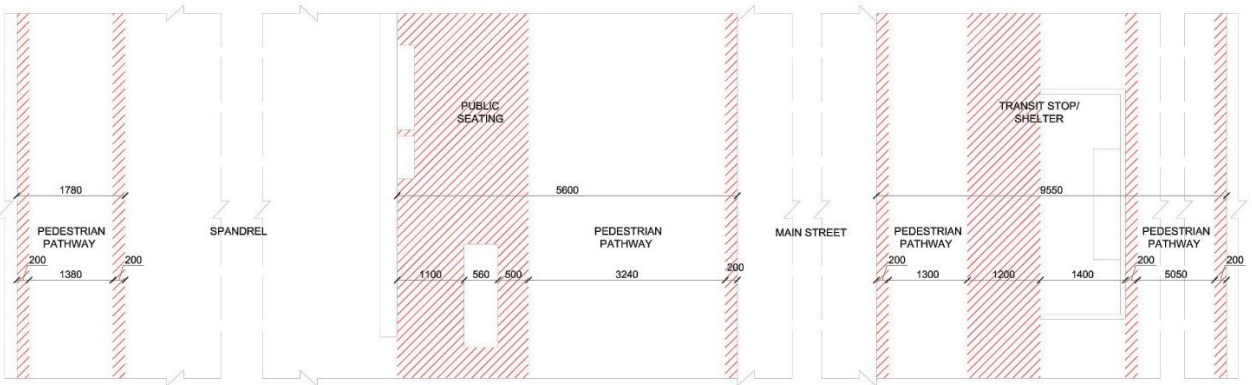 PUBLIC
SEATING
TRANSIT STOP/
SHELTER
1780
5600
9550
PEDESTRIAN
PATHWAY
SPANDREL
PEDESTRIAN
PATHWAY
MAIN STREET
PEDESTRIAN
PATHWAY
PEDESTRIAN
PATHWAY
200
1380
200
1100
560
500
3240
200
200
1300
1200
1400
200
5050
200